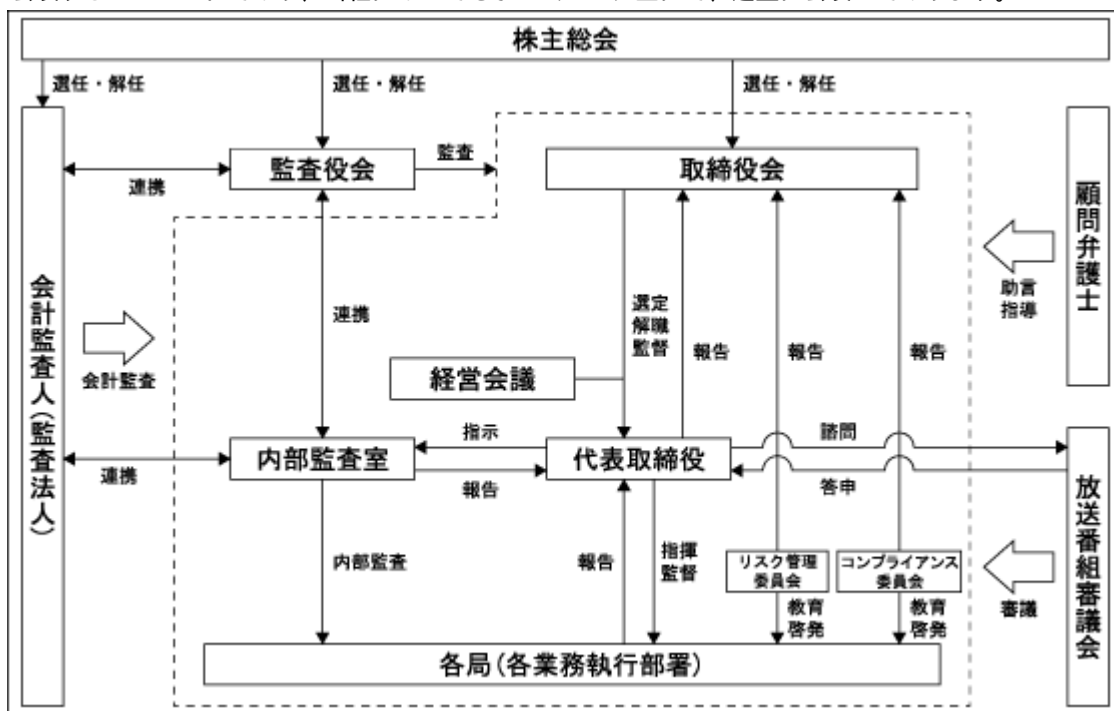 株主総会
選任・解任
選任・解任
選任・解任
監査役会
監査
取締役会
連携
顧問弁護士
助言
指導
会計監査人(監査法人)
会計監査
連携
選定
解職
監督
報告
報告
報告
経営会議
指示
諮問
内部監査室
代表取締役
連携
報告
答申
放送番組審議会
内部監査
報告
指揮
監督
リスク管理
委員会
コンプライアンス
委員会
審議
教育
啓発
教育
啓発
各局(各業務執行部署)